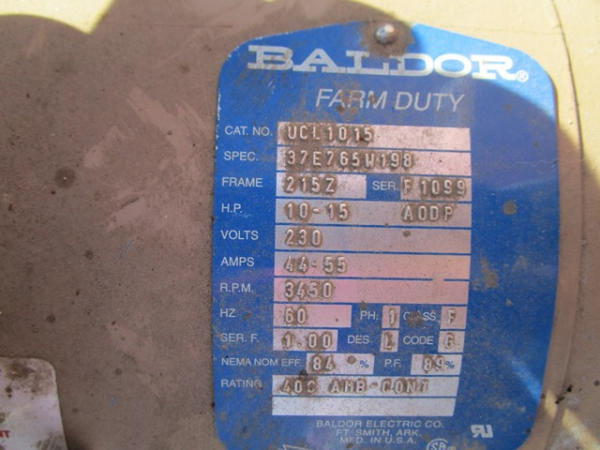 BALDOR®
FARM DUTY
CAT. NO. UCL1015
SPEC. 37E765W198
FRAME 215Z SER. F1099
H.P. 10-15 AODP
VOLTS 230
AMPS 44-55
R.P.M. 3450
HZ 60 PH: 1 CLASS F
SER. F. 1.00 DES. L CODE G
NEMA NOM EFF. 84 % P.F. 89 %
RATING 40C AMB-CONT
BALDOR ELECTRIC CO.
FT. SMITH, ARK.
MFD. IN U.S.A.